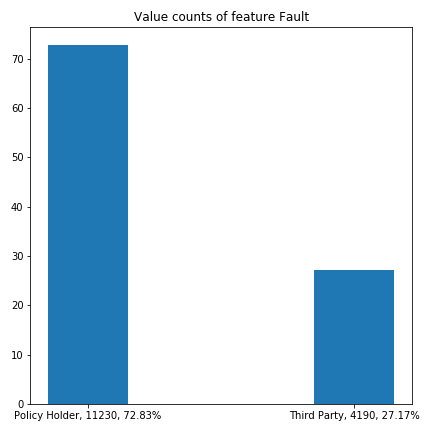 Value counts of feature Fault
70
60
50
40
30
20
10
0
Policy Holder, 11230, 72.83%
Third Party, 4190, 27.17%